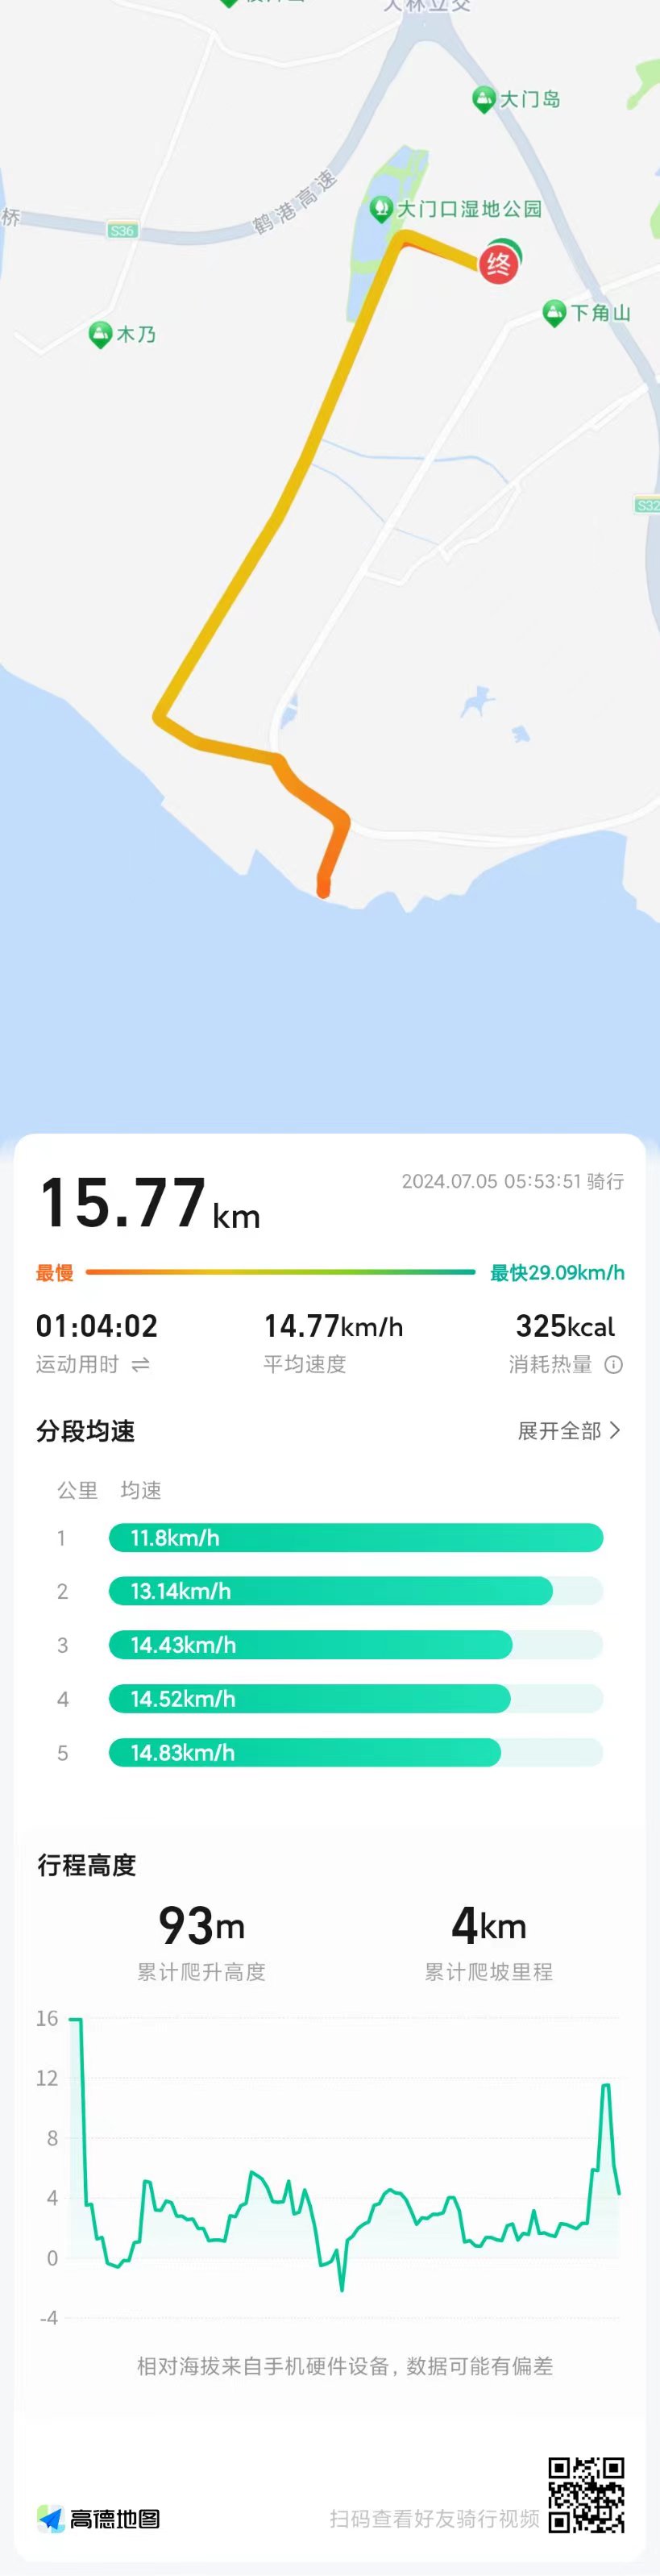 大门岛
大门口湿地公园
桥
S36
鹤港高速
终
下角山
木乃
S32
15.77km
2024.07.05 05:53:51 骑行
最慢
最快29.09km/h
01:04:02
14.77km/h
325kcal
运动用时
平均速度
消耗热量
分段均速
展开全部
公里 均速
1 11.8km/h
2 13.14km/h
3 14.43km/h
4 14.52km/h
5 14.83km/h
行程高度
93m
4km
累计爬升高度
累计爬坡里程
16
12
8
4
0
-4
相对海拔来自手机硬件设备，数据可能有偏差
高德地图
扫码查看好友骑行视频